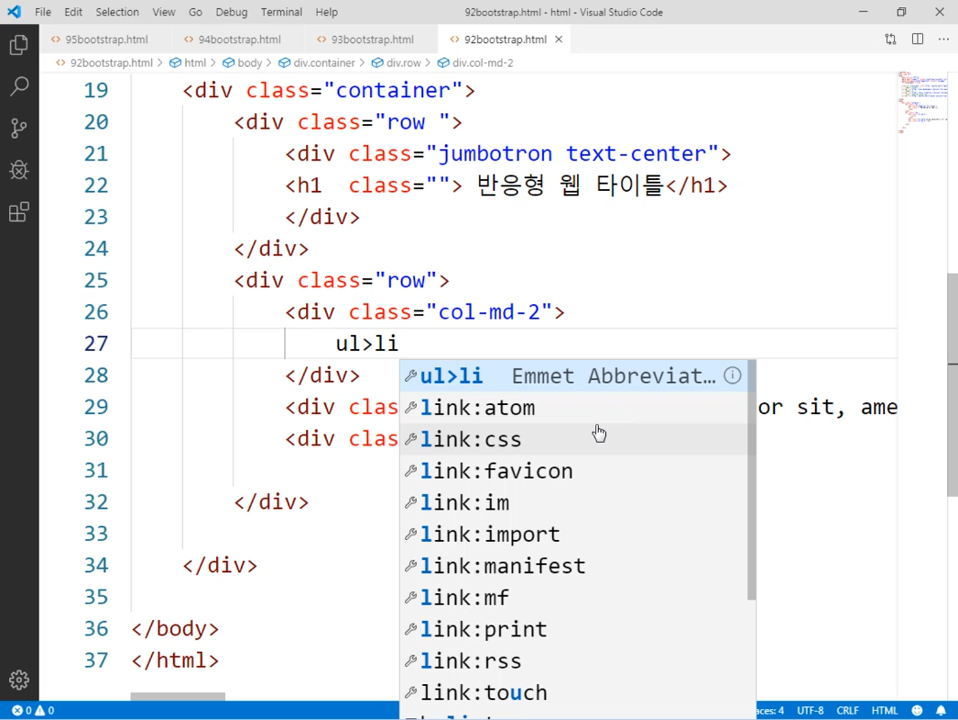 File Edit Selection View Go Debug Terminal Help 92bootstrap.html - html - Visual Studio Code
95bootstrap.html 94bootstrap.html 93bootstrap.html 92bootstrap.html
92bootstrap.html > html > body > div.container > div.row > div.col-md-2
19 <div class="container">
20 <div class="row ">
21 <div class="jumbotron text-center">
22 <h1 class=""> 반응형 웹 타이틀</h1>
23 </div>
24 </div>
25 <div class="row">
26 <div class="col-md-2">
27 ul>li
28 </div>
ul>li Emmet Abbreviat...
29 <div clas or sit, ame
link:atom
30 <div clas
link:css
31
link:favicon
32 </div>
link:im
33
link:import
34 </div>
link:manifest
35
link:mf
36 </body>
link:print
37 </html>
link:rss
link:touch
0 0 aces: 4 UTF-8 CRLF HTML